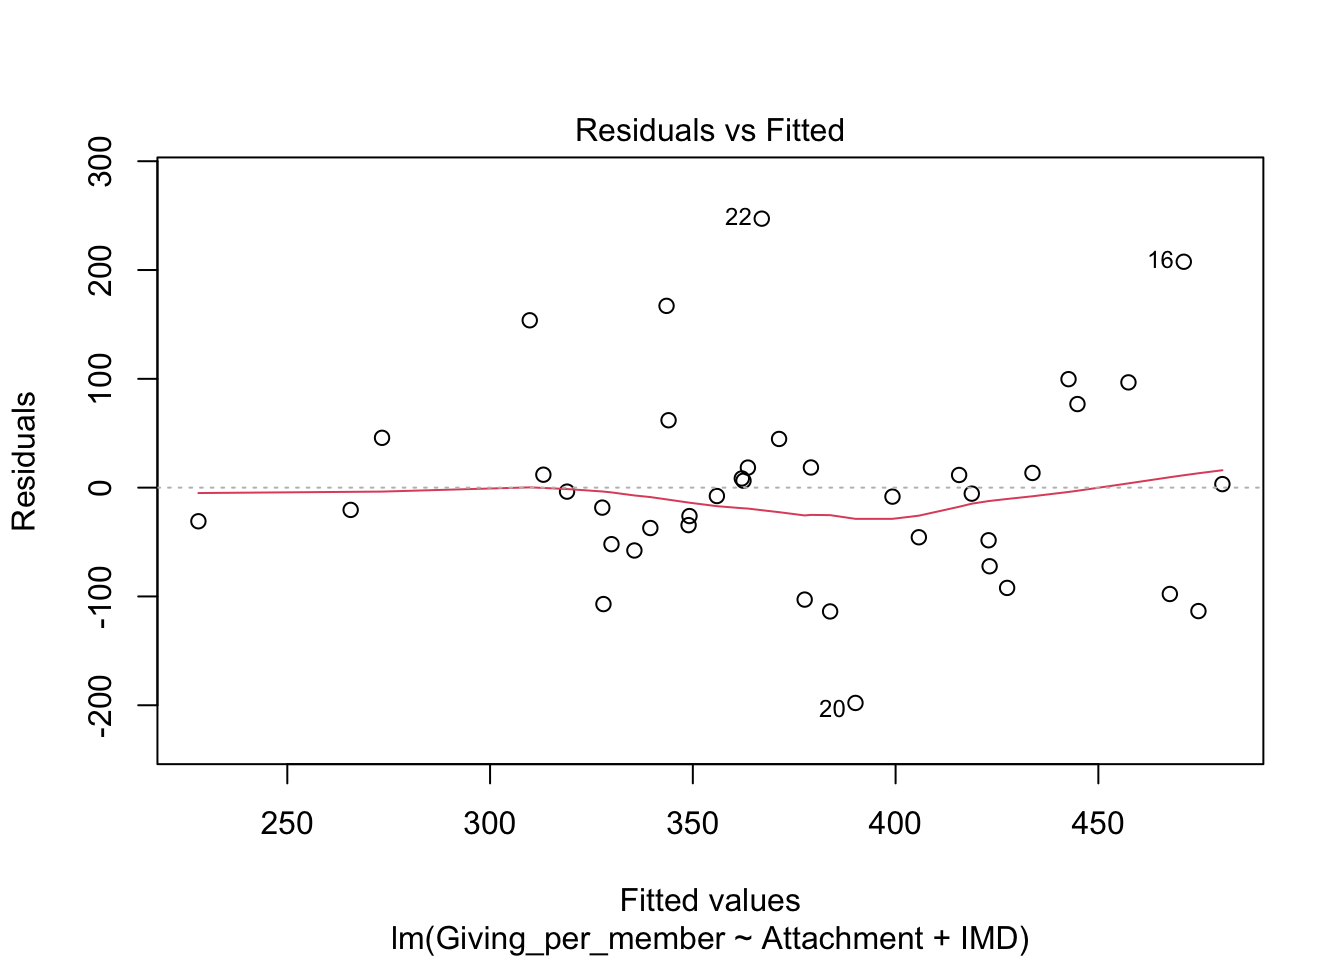 Residuals vs Fitted
Residuals
300
200
100
0
-100
-200
22
16
20
250 300 350 400 450
Fitted values
lm(Giving_per_member ~ Attachment + IMD)